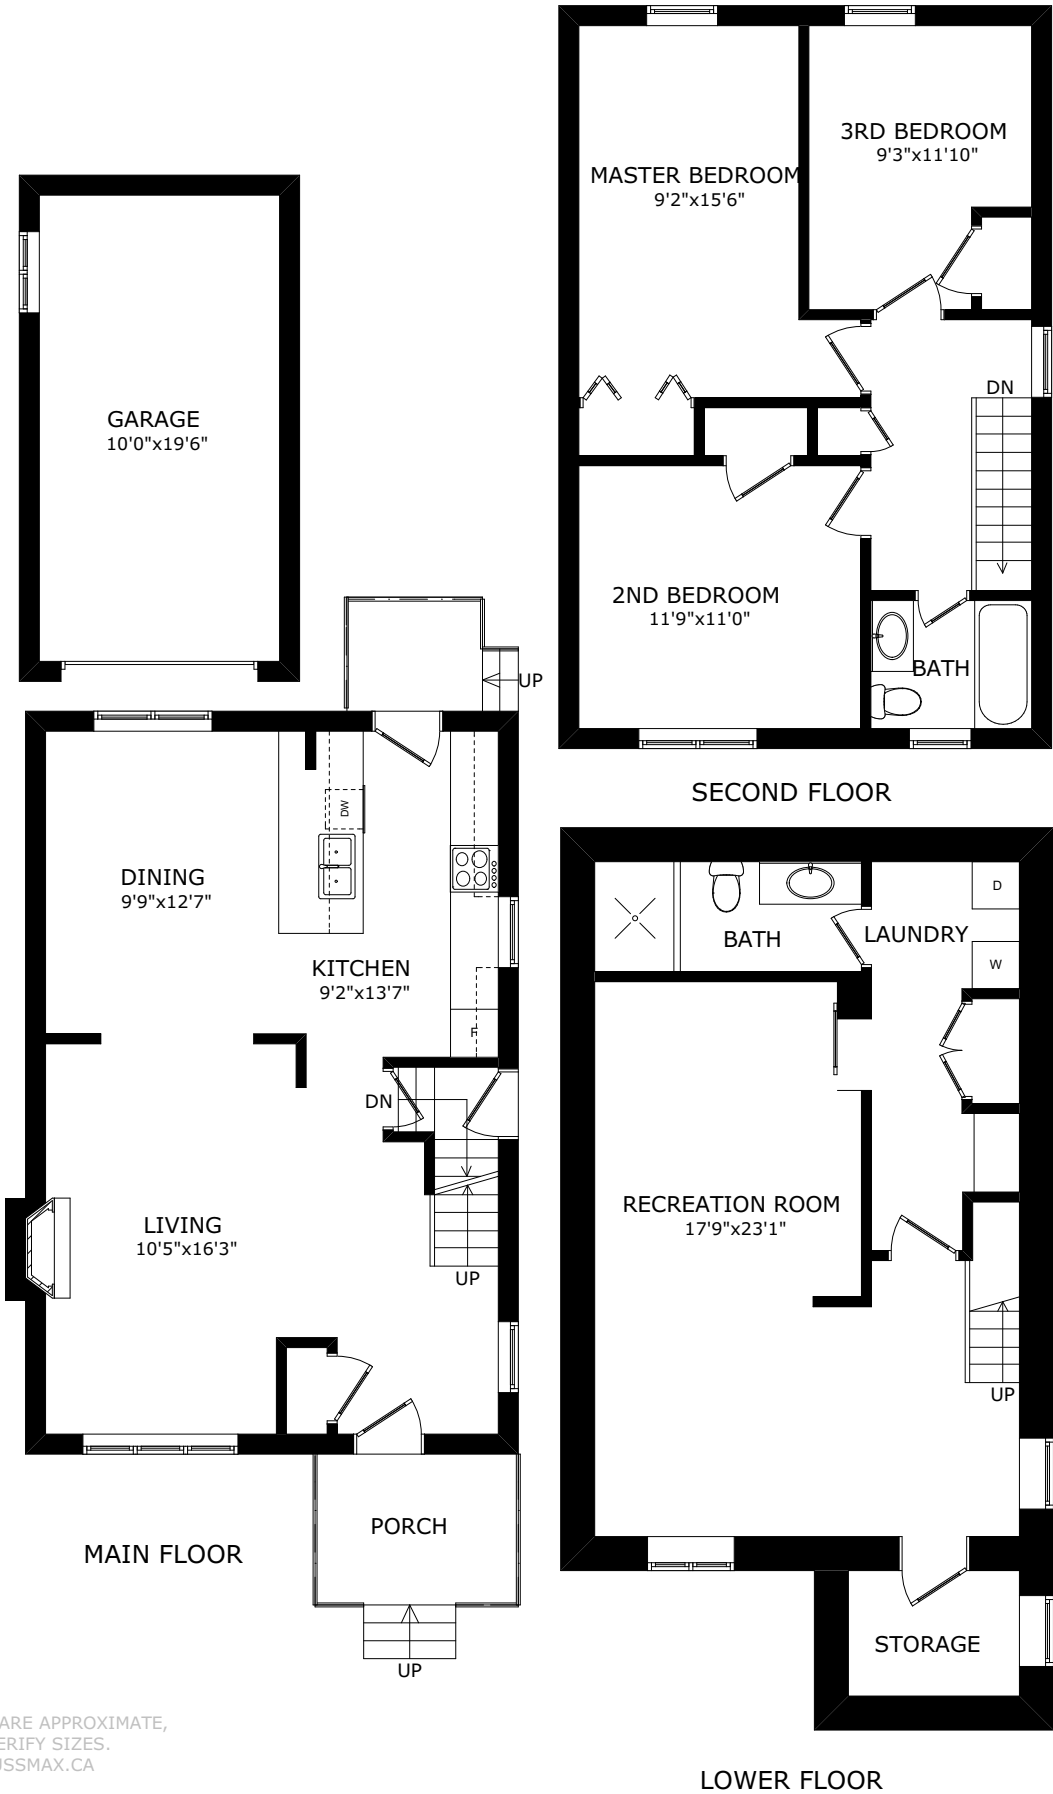 GARAGE
10'0"x19'6"
UP
DW
DINING
9'9"x12'7"
KITCHEN
9'2"x13'7"
F
DN
LIVING
10'5"x16'3"
UP
PORCH
MAIN FLOOR
UP
3RD BEDROOM
9'3"x11'10"
MASTER BEDROOM
9'2"x15'6"
DN
2ND BEDROOM
11'9"x11'0"
BATH
SECOND FLOOR
D
BATH
LAUNDRY
W
RECREATION ROOM
17'9"x23'1"
UP
STORAGE
LOWER FLOOR
ARE APPROXIMATE,
ERIFY SIZES.
USSMAX.CA